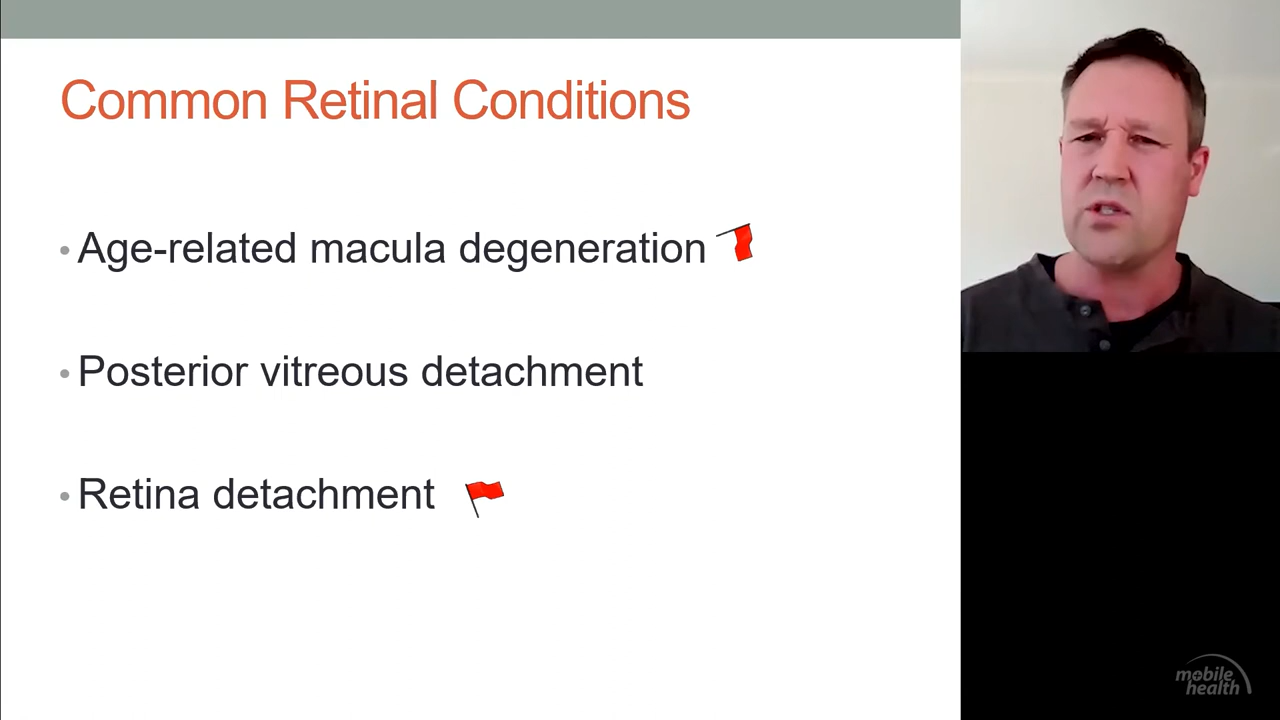 Common Retinal Conditions
• Age-related macula degeneration
• Posterior vitreous detachment
• Retina detachment
mobile
health